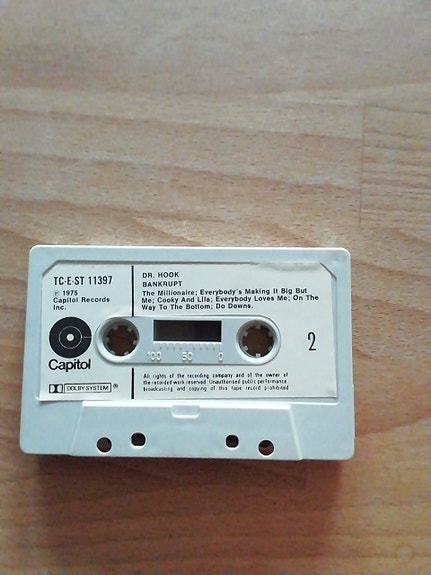 TC-E-ST 11397
℗ 1975
Capitol Records
Inc.
DR. HOOK
BANKRUPT
The Millionaire; Everybody's Making It Big But
Me; Cooky And Lila; Everybody Loves Me; On The
Way To The Bottom; Do Downs.
2
100 50 0
Capitol
DOLBY SYSTEM ®
All rights of the recording company and of the owner of
the recorded work reserved. Unauthorised public performance
broadcasting and copying of this tape record prohibited